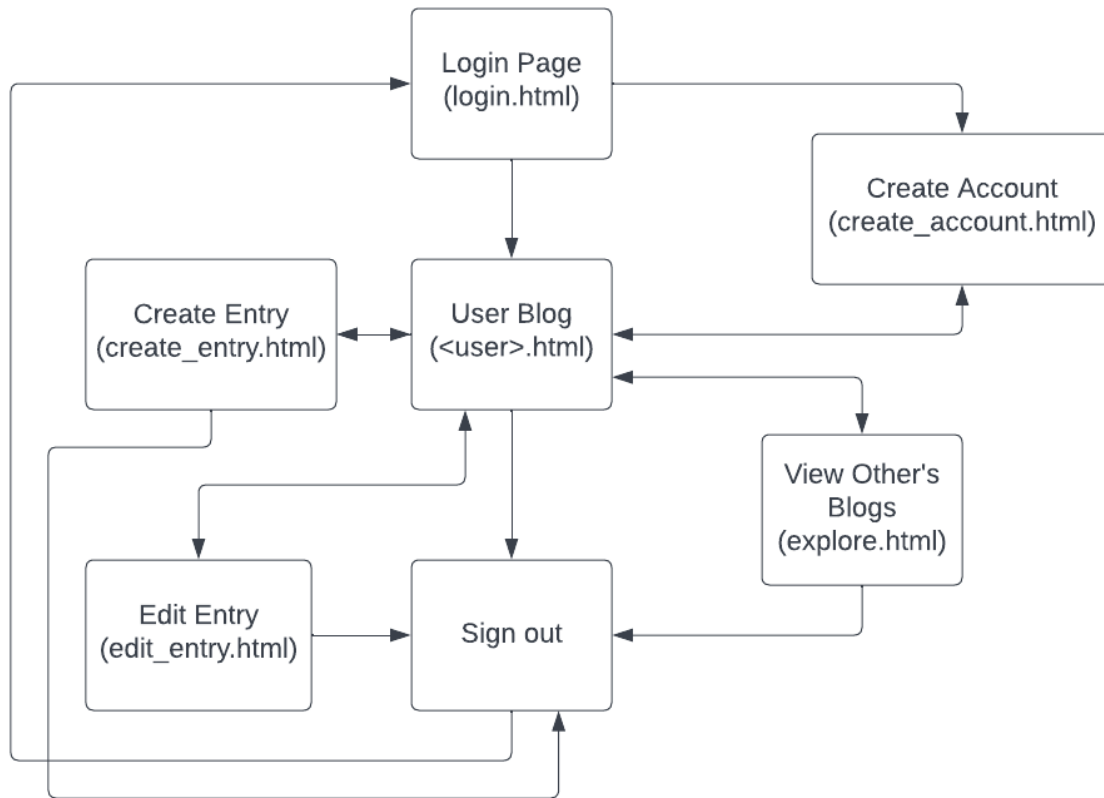 Login Page
(login.html)
Create Account
(create_account.html)
Create Entry
(create_entry.html)
User Blog
(<user>.html)
View Other's
Blogs
(explore.html)
Edit Entry
(edit_entry.html)
Sign out